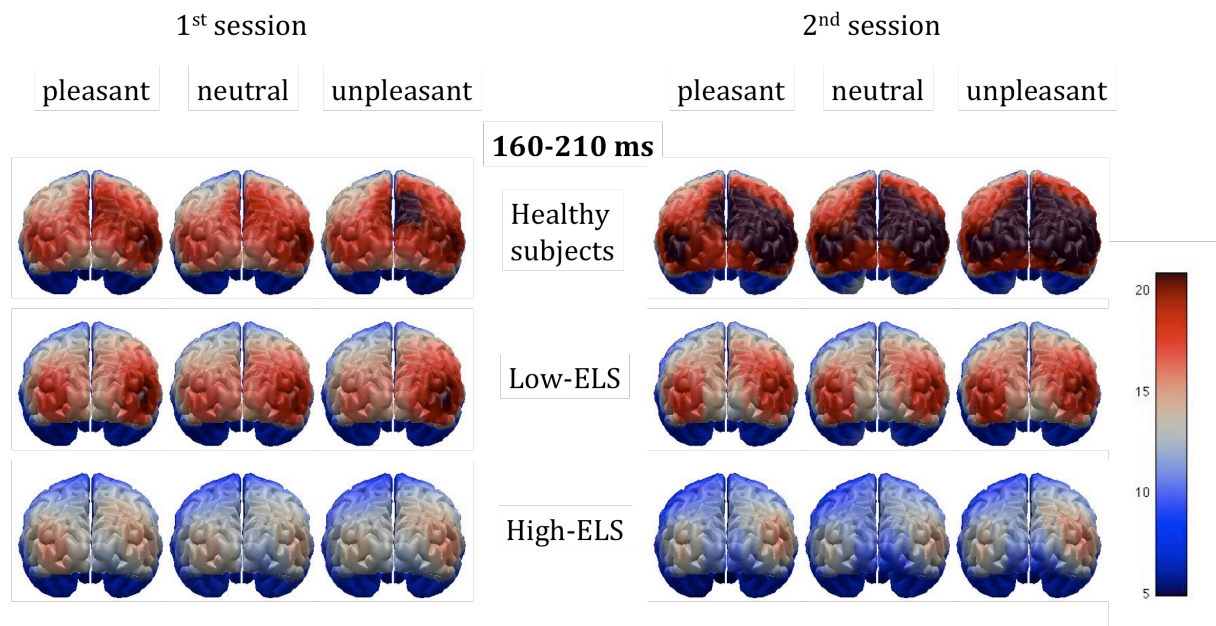 1st session
2nd session
pleasant
neutral
unpleasant
pleasant
neutral
unpleasant
160-210 ms
Healthy
subjects
Low-ELS
High-ELS
20
15
10
5